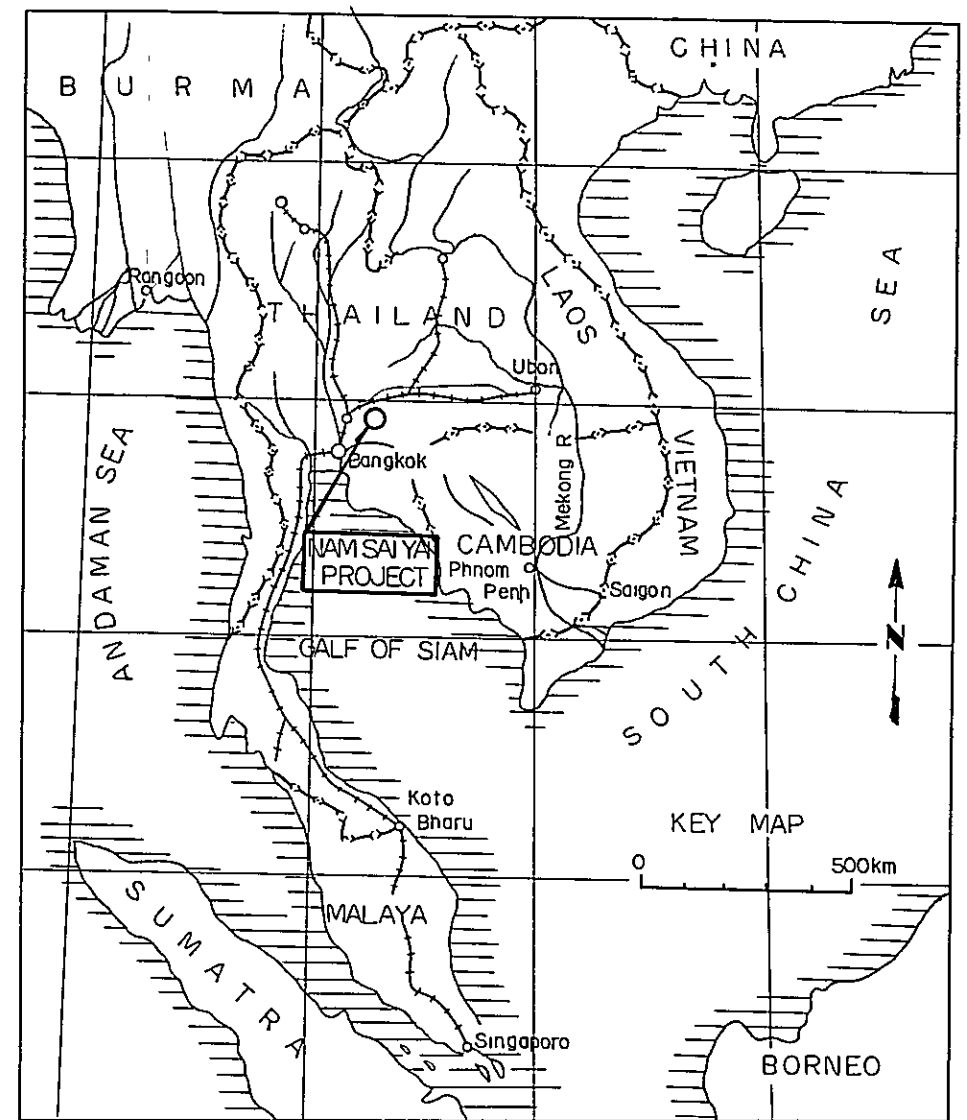 CHINA
BURMA
Rangoon
THAILAND
LAOS
SEA
Ubon
Bangkok
ANDAMAN SEA
Mekong R
VIETNAM
NAM SAI YAI
PROJECT
CAMBODIA
Phnom
Penh
Saigon
CHINA
GALF OF SIAM
SOUTH
N
Koto
Bharu
KEY MAP
0 500km
SUMATRA
MALAYA
Singaporo
BORNEO